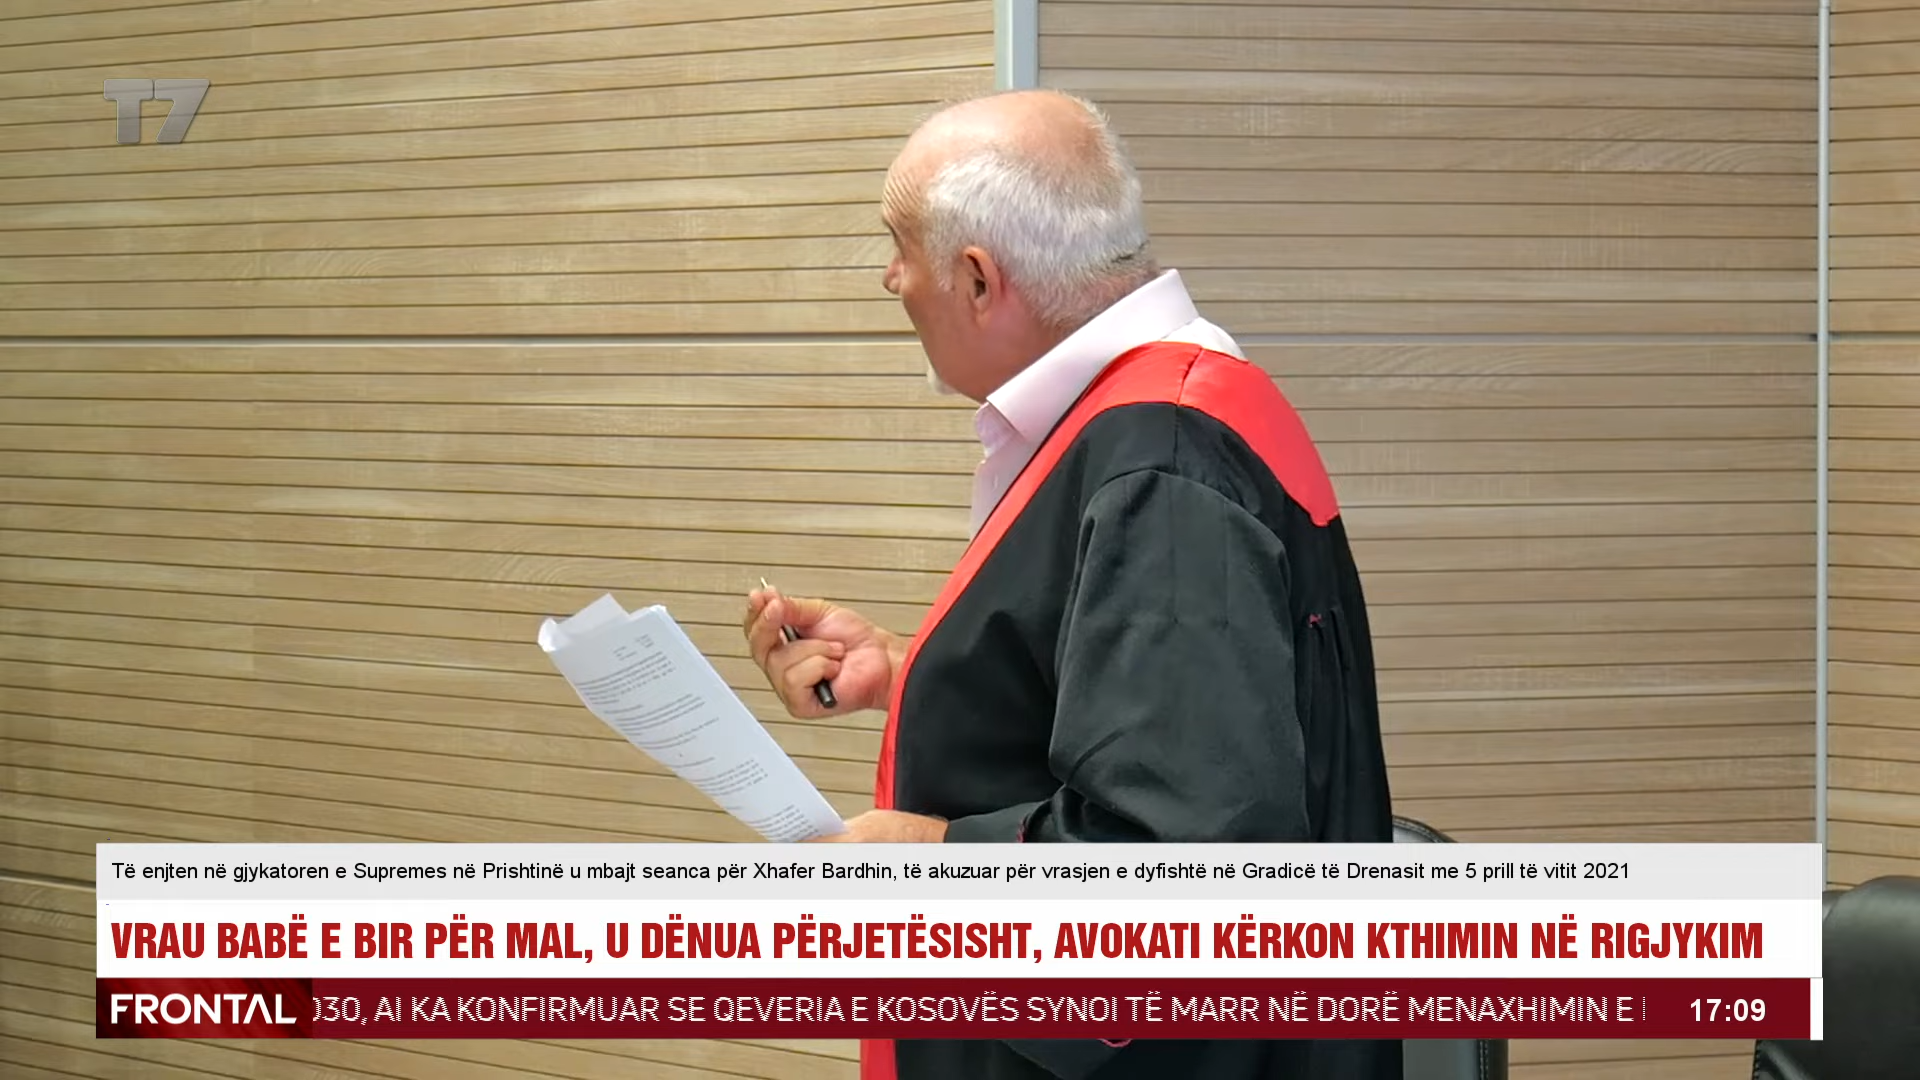 T7
Të enjten në gjykatoren e Supremes në Prishtinë u mbajt seanca për Xhafer Bardhin, të akuzuar për vrasjen e dyfishtë në Gradicë të Drenasit me 5 prill të vitit 2021
VRAU BABË E BIR PËR MAL, U DËNUA PËRJETËSISHT, AVOKATI KËRKON KTHIMIN NË RIGJYKIM
FRONTAL 030, AI KA KONFIRMUAR SE QEVERIA E KOSOVËS SYNOI TË MARR NË DORË MENAXHIMIN E 17:09